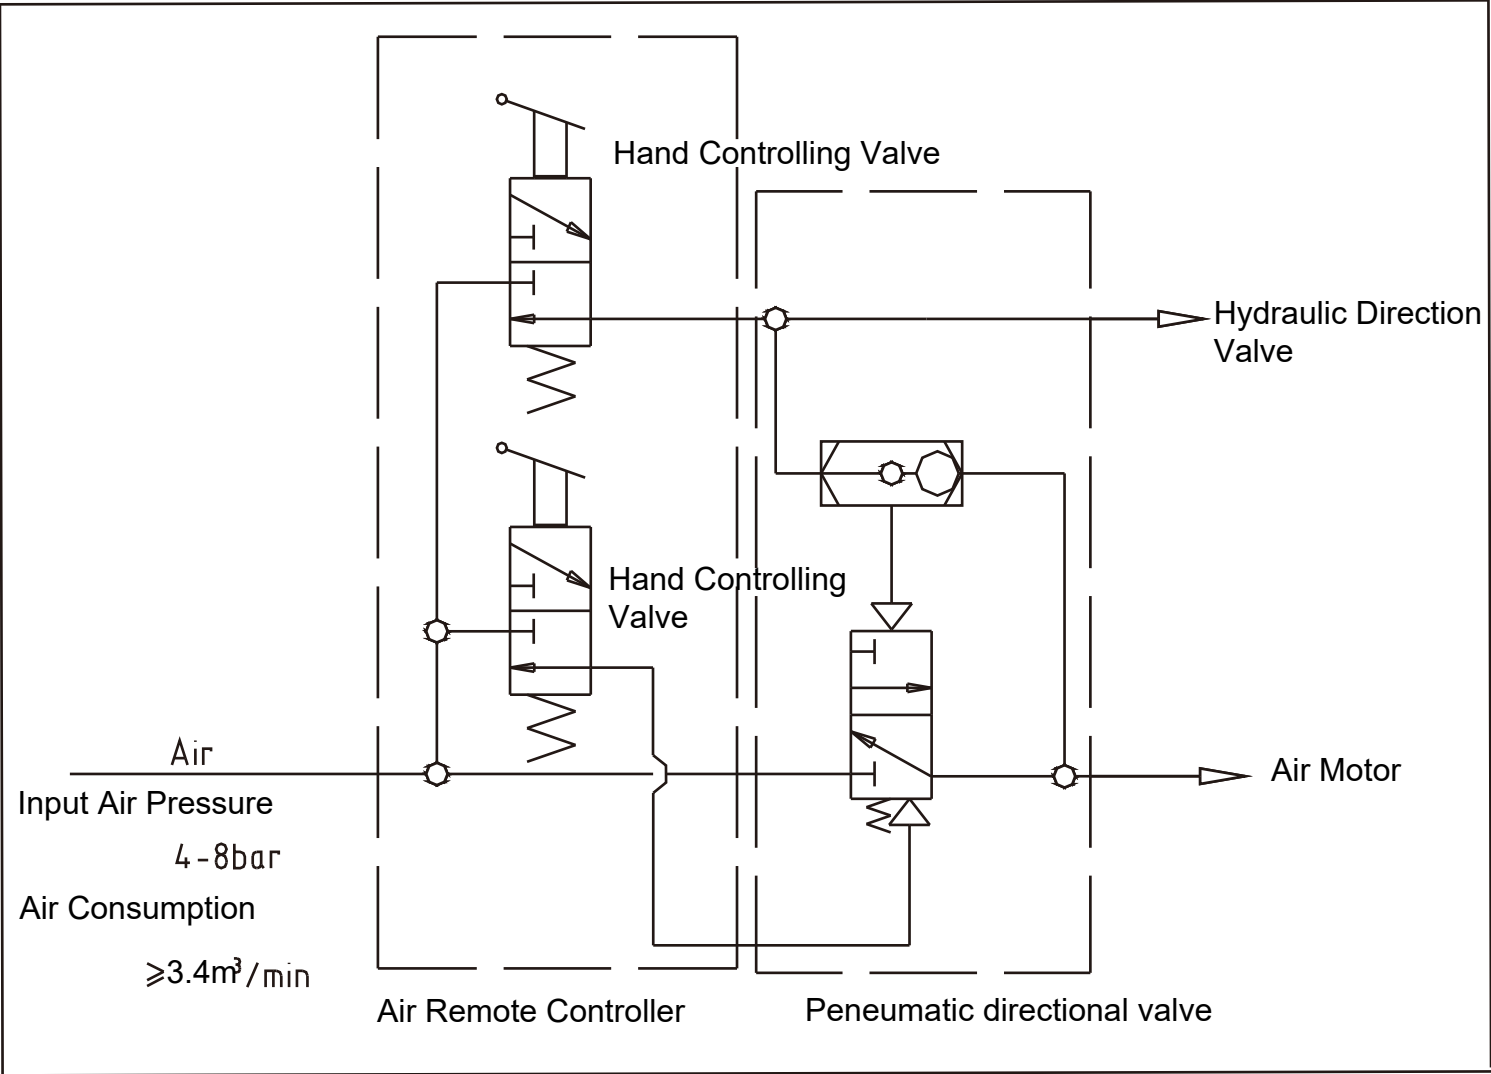 Hand Controlling Valve
Hydraulic Direction
Valve
Hand Controlling
Valve
Air
Input Air Pressure
4-8bar
Air Consumption
⩾3.4m³/min
Air Motor
Air Remote Controller
Peneumatic directional valve